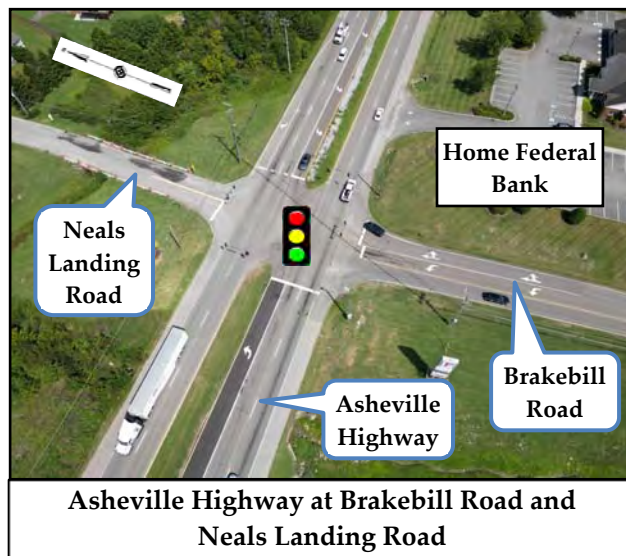 Home Federal
Bank
Neals
Landing
Road
Brakebill
Road
Asheville
Highway
Asheville Highway at Brakebill Road and
Neals Landing Road